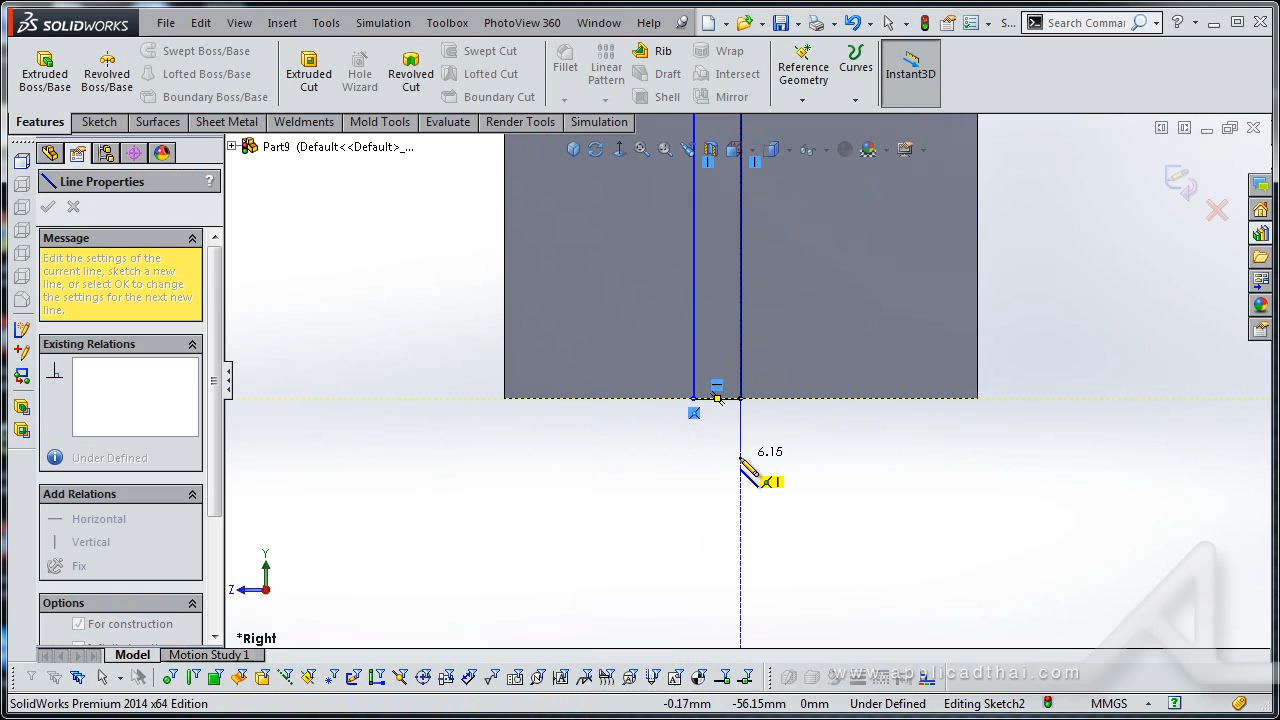 SOLIDWORKS File Edit View Insert Tools Simulation Toolbox PhotoView 360 Window Help S... Search Comma
Extruded Boss/Base
Revolved Boss/Base
Swept Boss/Base
Lofted Boss/Base
Boundary Boss/Base
Extruded Cut
Hole Wizard
Revolved Cut
Swept Cut
Lofted Cut
Boundary Cut
Fillet
Linear Pattern
Rib
Draft
Shell
Wrap
Intersect
Mirror
Reference Geometry
Curves
Instant3D
Features Sketch Surfaces Sheet Metal Weldments Mold Tools Evaluate Render Tools Simulation
Part9 (Default<<Default>_...
Line Properties ?
Message
Edit the settings of the
current line, sketch a new
line, or select OK to change
the settings for the next new
line.
Existing Relations
Under Defined
Add Relations
Horizontal
Vertical
Fix
Options
For construction
6.15
Y
Z
*Right
Model Motion Study 1
www.applicadthai.com
SolidWorks Premium 2014 x64 Edition -0.17mm -56.15mm 0mm Under Defined Editing Sketch2 MMGS